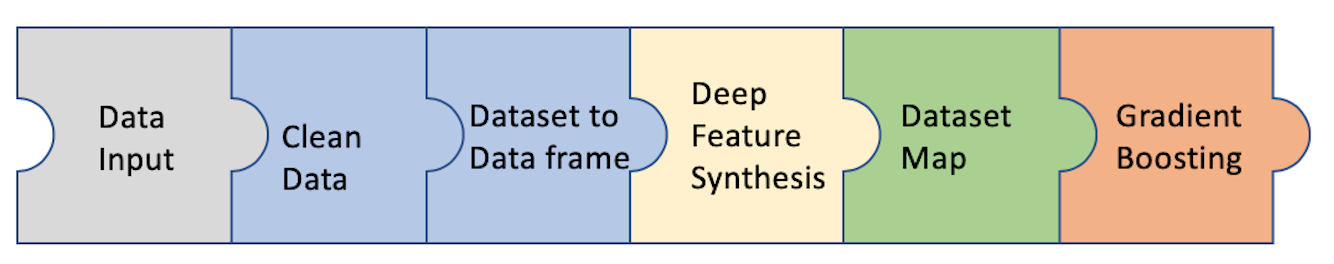 Data
Input
Clean
Data
Dataset to
Data frame
Deep
Feature
Synthesis
Dataset
Map
Gradient
Boosting